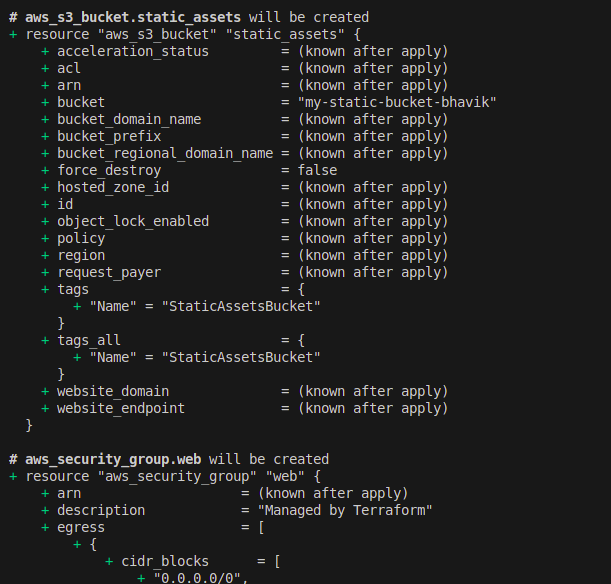 # aws_s3_bucket.static_assets will be created
+ resource "aws_s3_bucket" "static_assets" {
    + acceleration_status         = (known after apply)
    + acl                         = (known after apply)
    + arn                         = (known after apply)
    + bucket                      = "my-static-bucket-bhavik"
    + bucket_domain_name          = (known after apply)
    + bucket_prefix               = (known after apply)
    + bucket_regional_domain_name = (known after apply)
    + force_destroy               = false
    + hosted_zone_id              = (known after apply)
    + id                          = (known after apply)
    + object_lock_enabled         = (known after apply)
    + policy                      = (known after apply)
    + region                      = (known after apply)
    + request_payer               = (known after apply)
    + tags                        = {
        + "Name" = "StaticAssetsBucket"
      }
    + tags_all                    = {
        + "Name" = "StaticAssetsBucket"
      }
    + website_domain              = (known after apply)
    + website_endpoint            = (known after apply)
  }

# aws_security_group.web will be created
+ resource "aws_security_group" "web" {
    + arn                    = (known after apply)
    + description            = "Managed by Terraform"
    + egress                 = [
        + {
            + cidr_blocks      = [
                + "0.0.0.0/0",